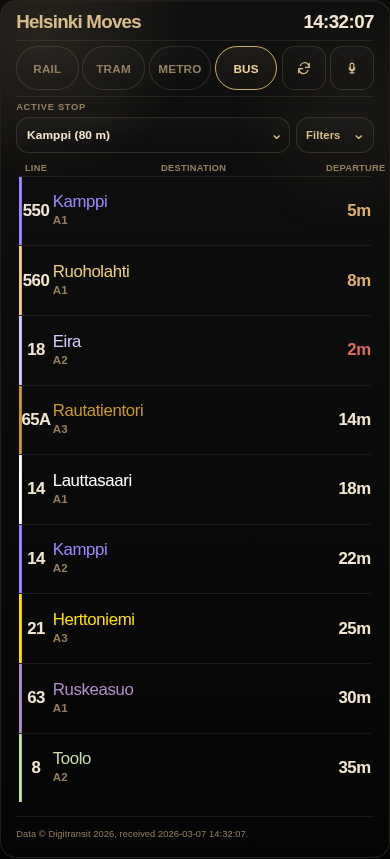 Helsinki Moves 14:32:07
RAIL TRAM METRO BUS
ACTIVE STOP
Kamppi (80 m) Filters
LINE DESTINATION DEPARTURE
550 Kamppi 5m
A1
560 Ruoholahti 8m
A1
18 Eira 2m
A2
65A Rautatientori 14m
A3
14 Lauttasaari 18m
A1
14 Kamppi 22m
A2
21 Herttoniemi 25m
A3
63 Ruskeasuo 30m
A1
8 Toolo 35m
A2
Data © Digitransit 2026, received 2026-03-07 14:32:07.